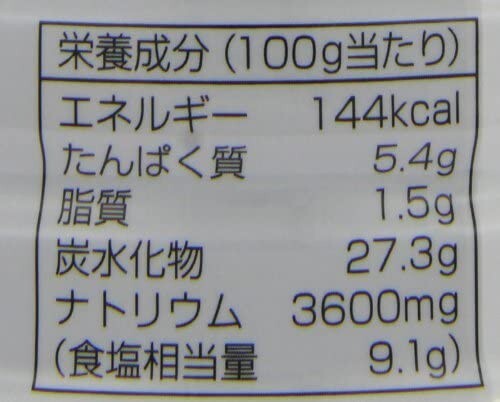 栄養成分(100g当たり)
エネルギー 144kcal
たんぱく質 5.4g
脂質 1.5g
炭水化物 27.3g
ナトリウム 3600mg
(食塩相当量 9.1g)